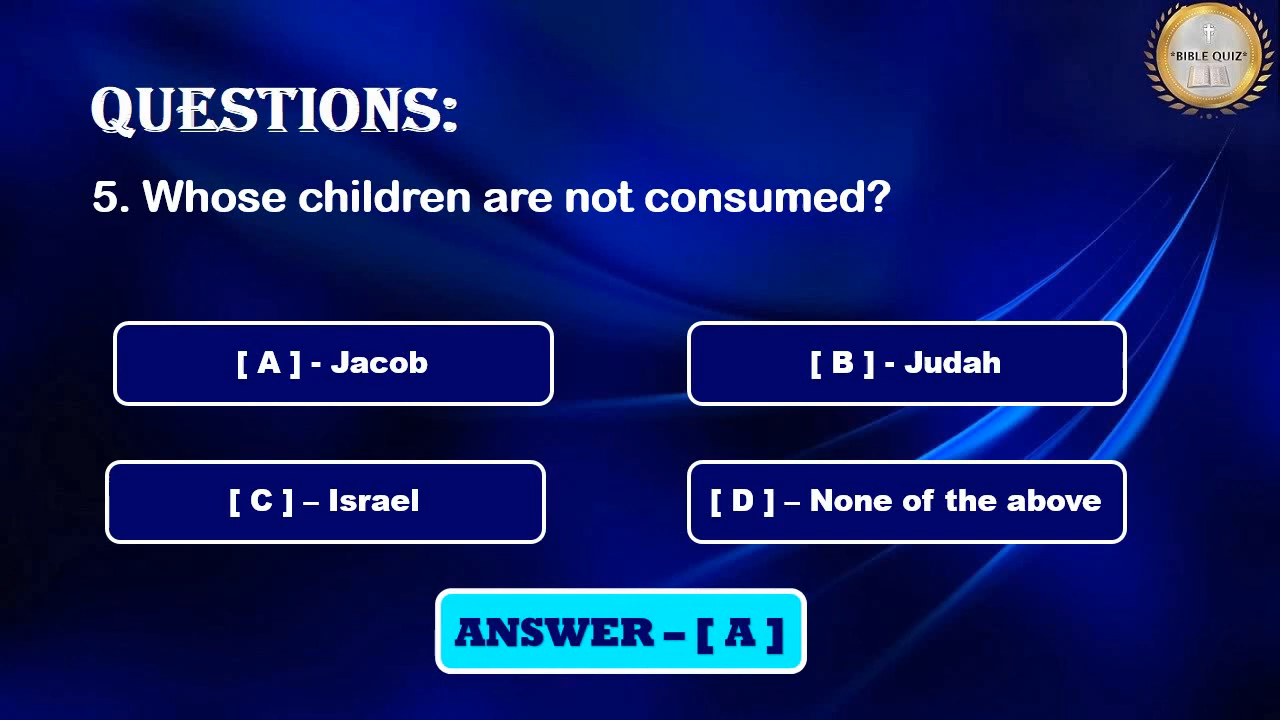 *BIBLE QUIZ*
QUESTIONS:
5. Whose children are not consumed?
[ A ] - Jacob
[ B ] - Judah
[ C ] – Israel
[ D ] – None of the above
ANSWER – [ A ]